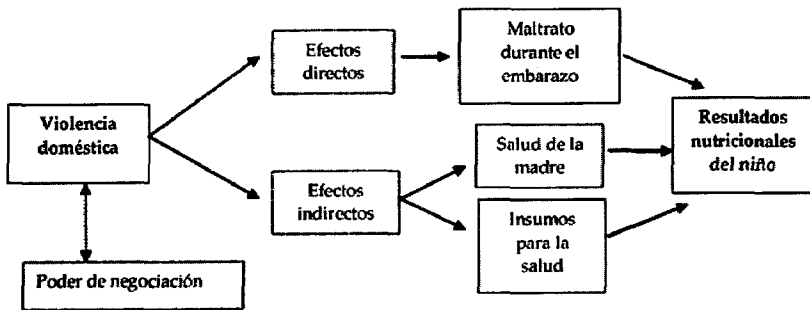 Violencia
doméstica
Poder de negociación
Efectos
directos
Efectos
indirectos
Maltrato
durante el
embarazo
Salud de la
madre
Insumos
para la
salud
Resultados
nutricionales
del niño